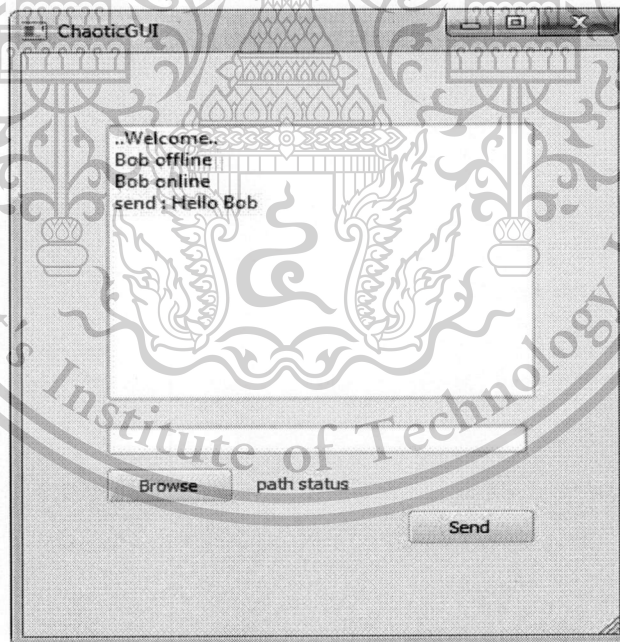 ChaoticGUI
..Welcome..
Bob offline
Bob online
send : Hello Bob
Browse
path status
Send
's Institute of Technology